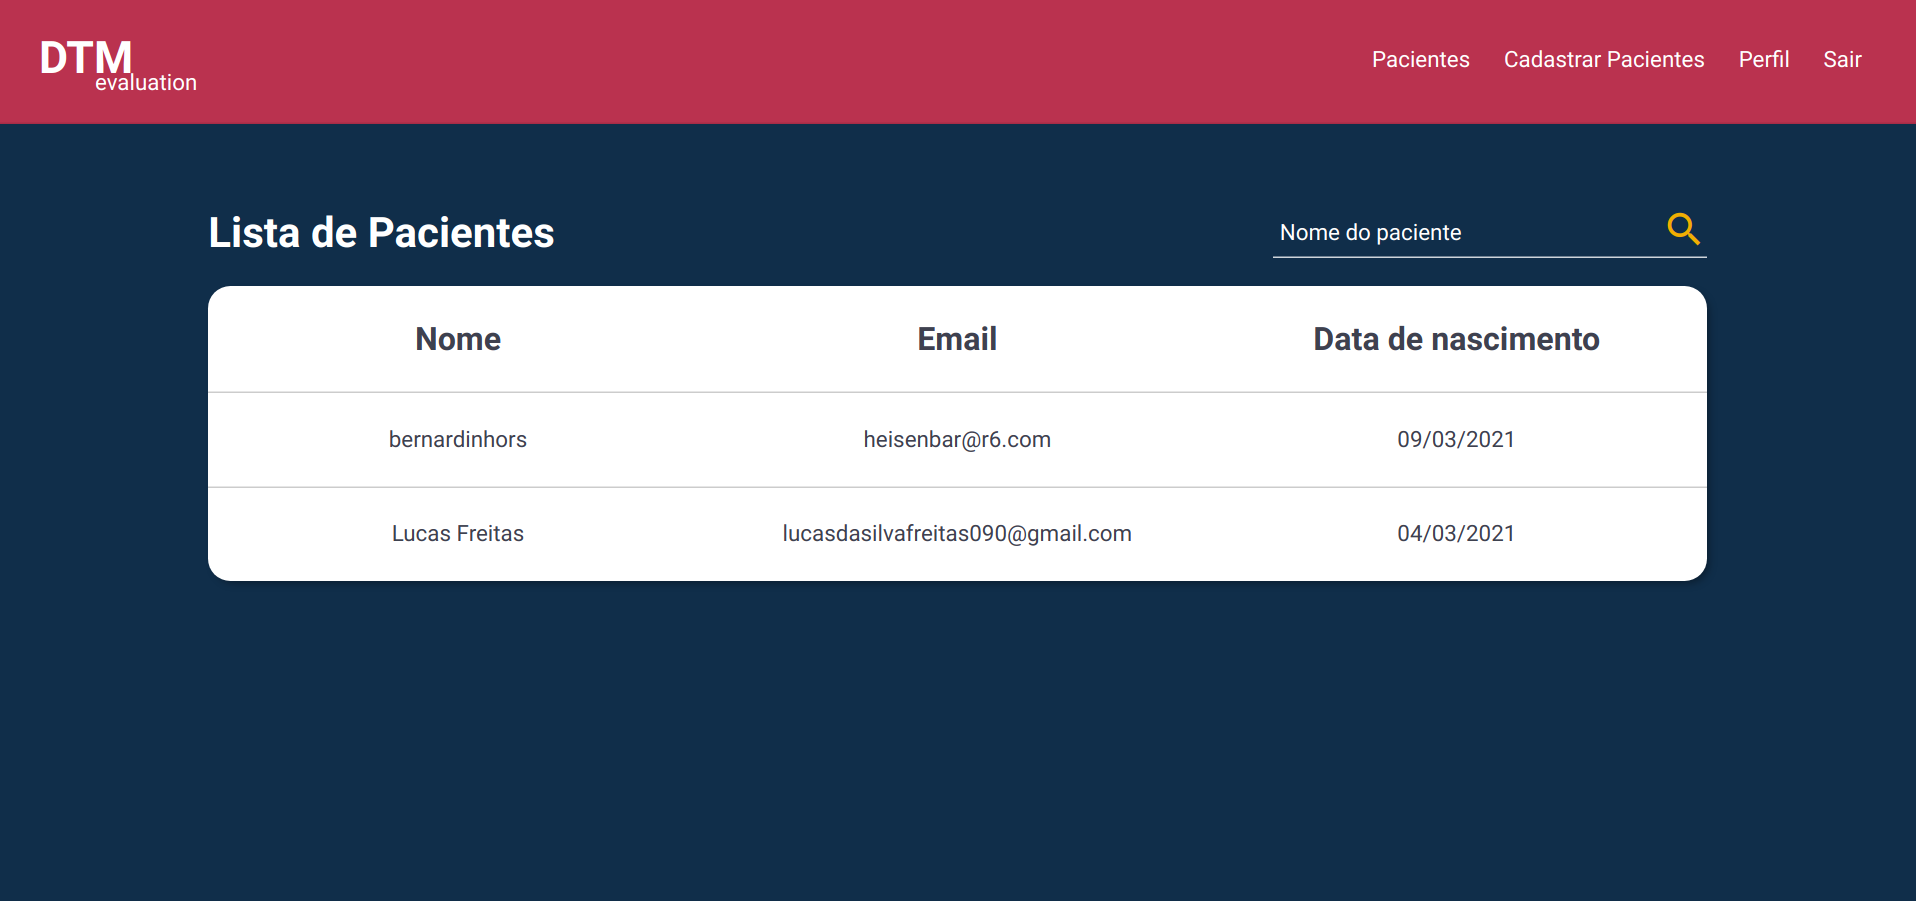 DTM
evaluation
Pacientes Cadastrar Pacientes Perfil Sair
Lista de Pacientes
Nome do paciente
Nome Email Data de nascimento
bernardinhors heisenbar@r6.com 09/03/2021
Lucas Freitas lucasdasilvafreitas090@gmail.com 04/03/2021